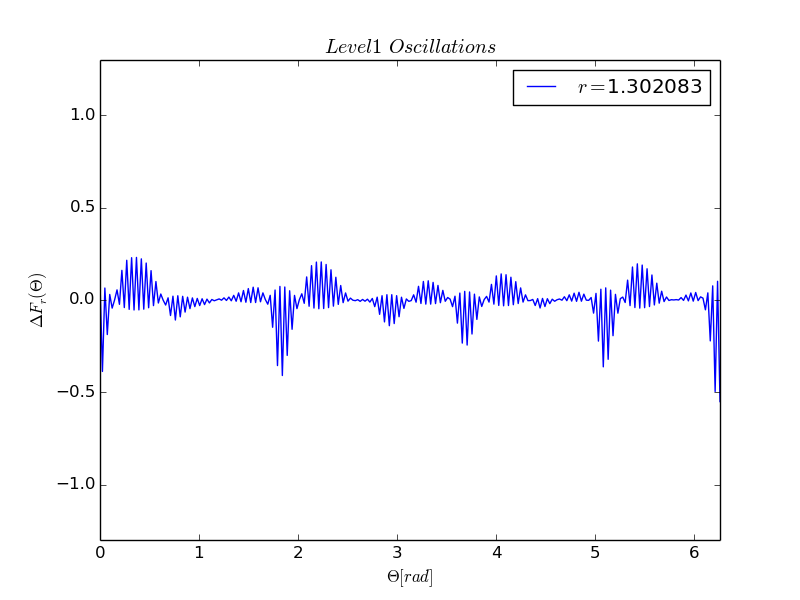 Level1 Oscillations
r=1.302083
1.0
0.5
0.0
−0.5
−1.0
ΔF_r(Θ)
0 1 2 3 4 5 6
Θ[rad]